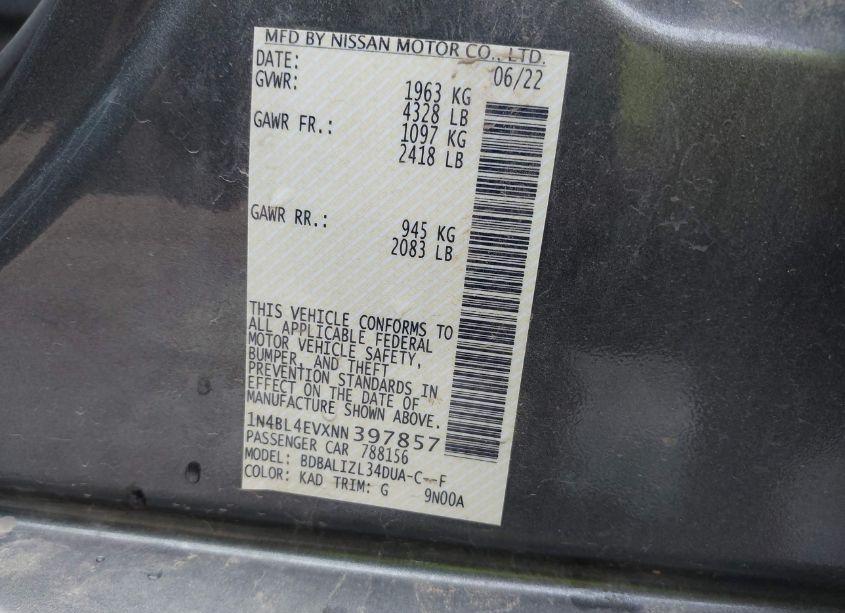 MFD BY NISSAN MOTOR CO., LTD.
DATE: 06/22
GVWR: 1963 KG
4328 LB
GAWR FR.: 1097 KG
2418 LB
GAWR RR.: 945 KG
2083 LB
THIS VEHICLE CONFORMS TO
ALL APPLICABLE FEDERAL
MOTOR VEHICLE SAFETY,
BUMPER, AND THEFT
PREVENTION STANDARDS IN
EFFECT ON THE DATE OF
MANUFACTURE SHOWN ABOVE.
1N4BL4EVXNN397857
PASSENGER CAR 788156
MODEL: BDBALIZL34DUA-C--F
COLOR: KAD TRIM: G 9N00A